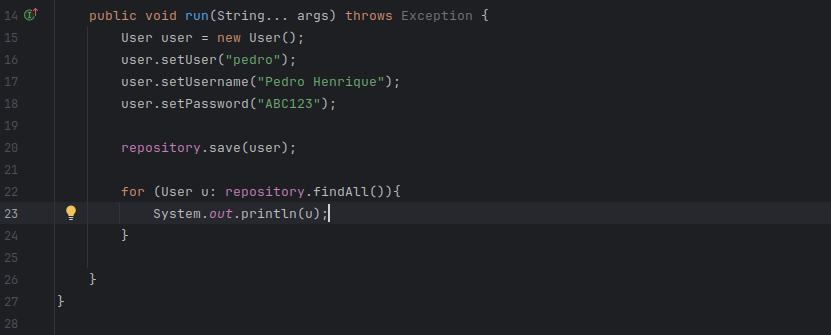 14 public void run(String... args) throws Exception {
15 User user = new User();
16 user.setUser("pedro");
17 user.setUsername("Pedro Henrique");
18 user.setPassword("ABC123");
19
20 repository.save(user);
21
22 for (User u: repository.findAll()){
23 System.out.println(u);
24 }
25
26 }
27 }
28